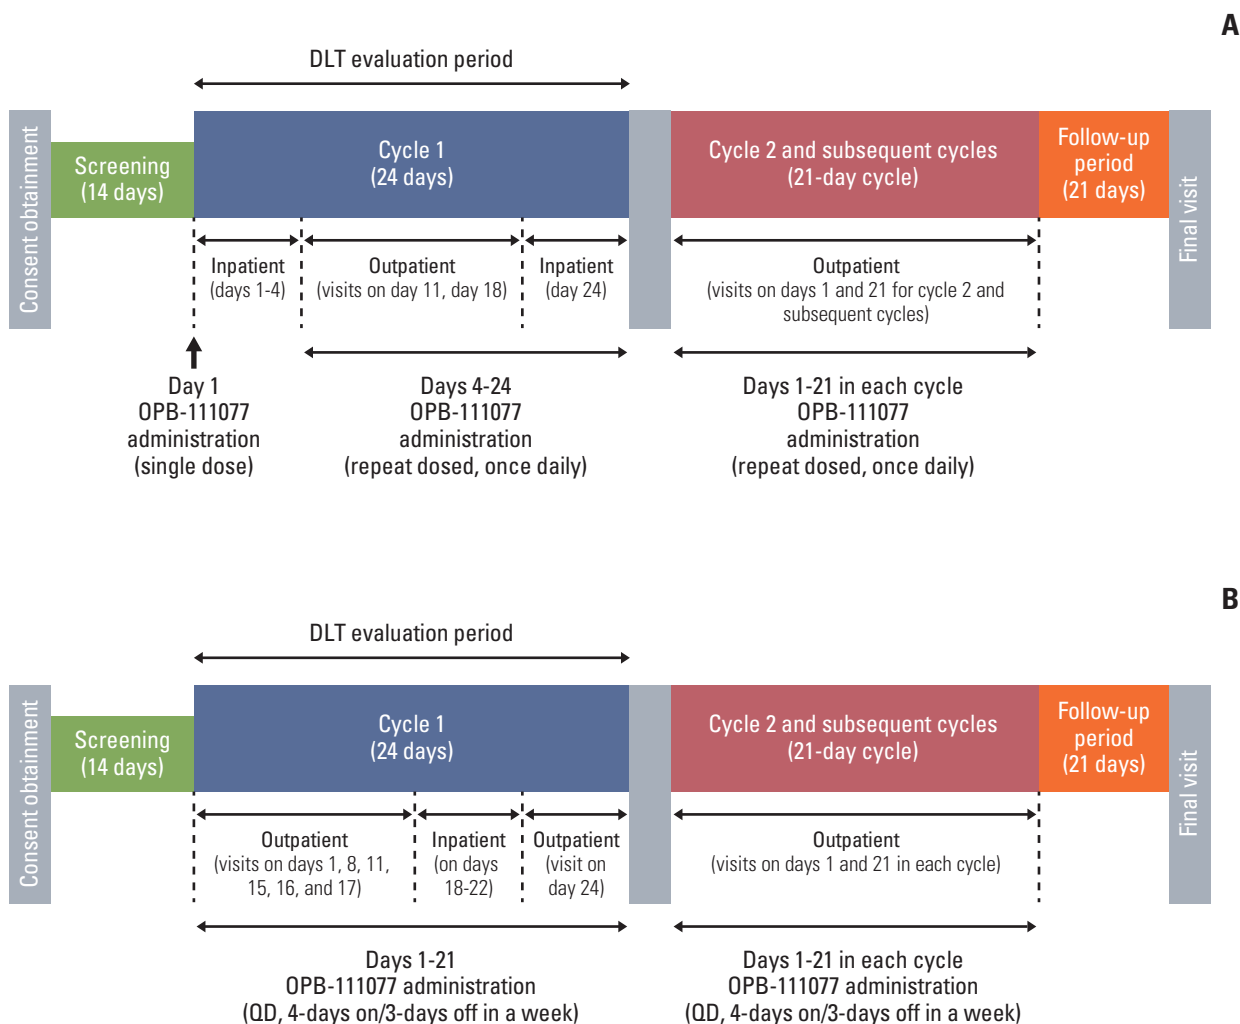 A
DLT evaluation period
Consent obtainment
Screening
(14 days)
Cycle 1
(24 days)
Cycle 2 and subsequent cycles
(21-day cycle)
Follow-up
period
(21 days)
Final visit
Inpatient
(days 1-4)
Outpatient
(visits on day 11, day 18)
Inpatient
(day 24)
Outpatient
(visits on days 1 and 21 for cycle 2 and
subsequent cycles)
Day 1
OPB-111077
administration
(single dose)
Days 4-24
OPB-111077
administration
(repeat dosed, once daily)
Days 1-21 in each cycle
OPB-111077
administration
(repeat dosed, once daily)
B
DLT evaluation period
Consent obtainment
Screening
(14 days)
Cycle 1
(24 days)
Cycle 2 and subsequent cycles
(21-day cycle)
Follow-up
period
(21 days)
Final visit
Outpatient
(visits on days 1, 8, 11,
15, 16, and 17)
Inpatient
(on days
18-22)
Outpatient
(visit on
day 24)
Outpatient
(visits on days 1 and 21 in each cycle)
Days 1-21
OPB-111077 administration
(QD, 4-days on/3-days off in a week)
Days 1-21 in each cycle
OPB-111077 administration
(QD, 4-days on/3-days off in a week)